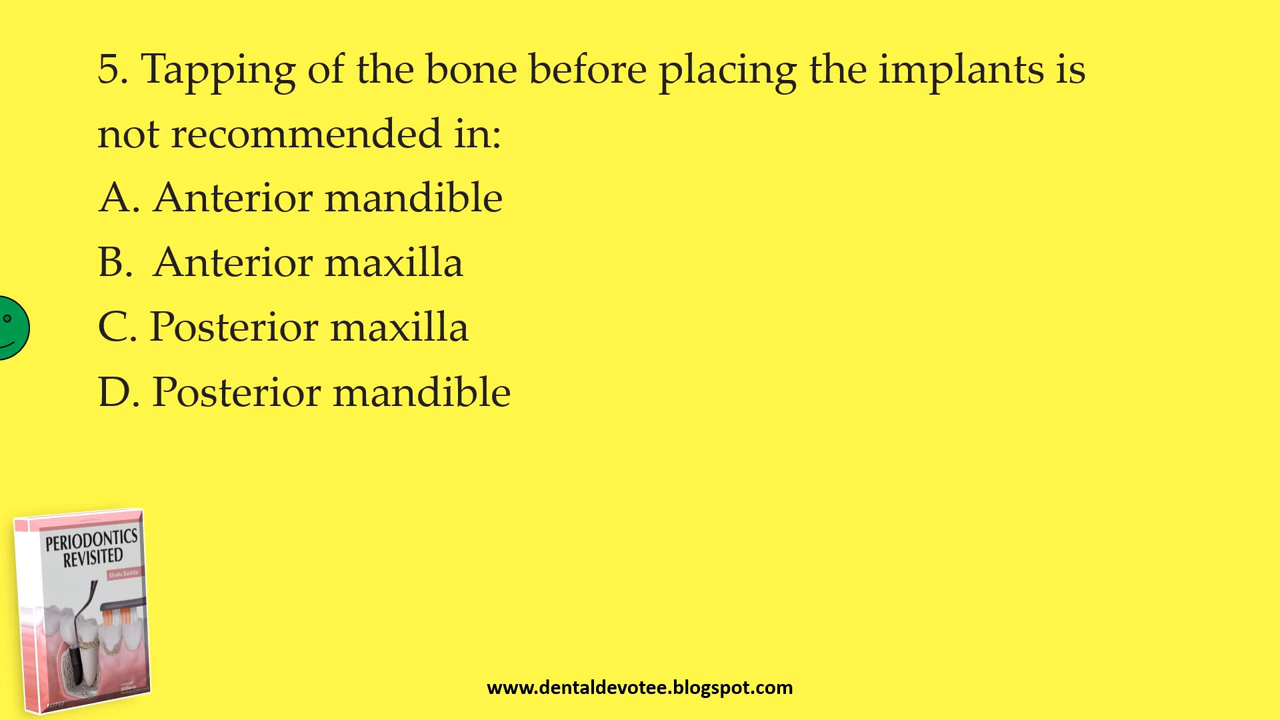 5. Tapping of the bone before placing the implants is
not recommended in:
A. Anterior mandible
B. Anterior maxilla
C. Posterior maxilla
D. Posterior mandible
PERIODONTICS
REVISITED
www.dentaldevotee.blogspot.com